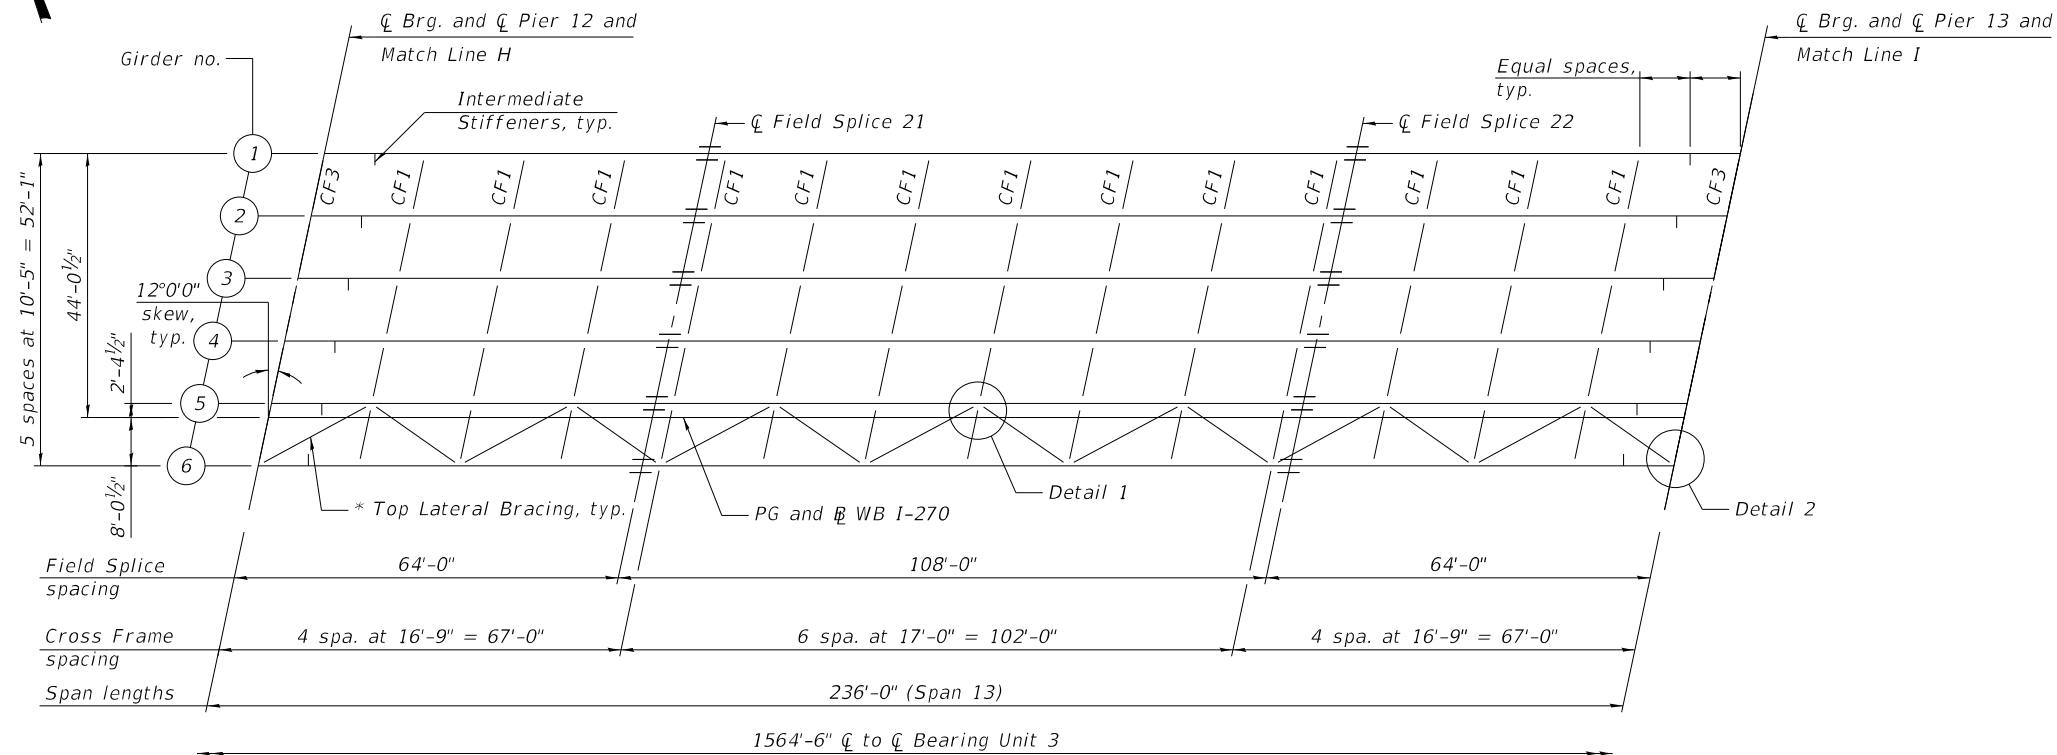 ℄ Brg. and ℄ Pier 12 and
Match Line H
℄ Brg. and ℄ Pier 13 and
Match Line I
Girder no.
Equal spaces,
typ.
Intermediate
Stiffeners, typ.
℄ Field Splice 21
℄ Field Splice 22
1
CF3
CF1
CF1
CF1
CF1
CF1
CF1
CF1
CF1
CF1
CF1
CF1
CF1
CF1
CF3
2
3
4
5
6
5 spaces at 10'-5" = 52'-1"
44'-0½"
12°0'0"
skew,
typ.
2'-4½"
8'-0½"
* Top Lateral Bracing, typ.
PG and ⅊ WB I-270
Detail 1
Detail 2
Field Splice
spacing
64'-0"
108'-0"
64'-0"
Cross Frame
spacing
4 spa. at 16'-9" = 67'-0"
6 spa. at 17'-0" = 102'-0"
4 spa. at 16'-9" = 67'-0"
Span lengths
236'-0" (Span 13)
1564'-6" ℄ to ℄ Bearing Unit 3